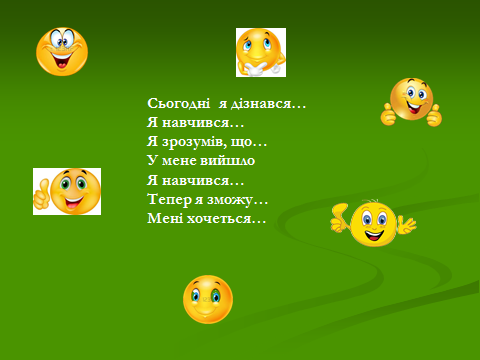 Сьогодні я дізнався…
Я навчився…
Я зрозумів, що…
У мене вийшло
Я навчився…
Тепер я зможу…
Мені хочеться…